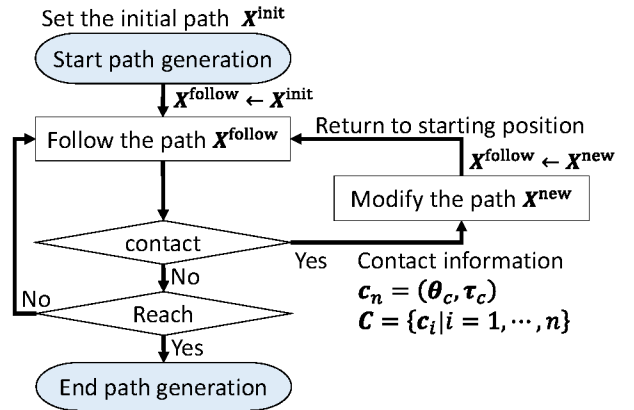 Set the initial path X^init
Start path generation
X^follow ← X^init
Follow the path X^follow
Return to starting position
X^follow ← X^new
Modify the path X^new
contact
Yes
Contact information
c_n = (θ_c, τ_c)
C = {c_i|i = 1, ⋯, n}
No
No
Reach
Yes
End path generation